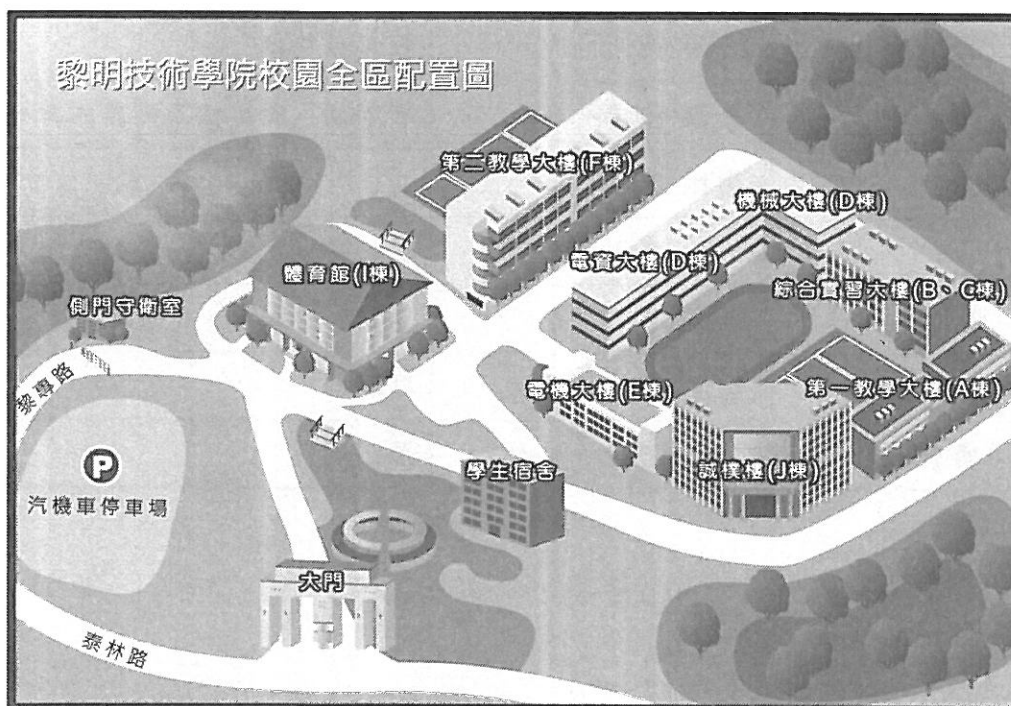 黎明技術學院校園全區配置圖
第二教學大樓(F棟)
機械大樓(D棟)
體育館(I棟)
電資大樓(D棟)
綜合實習大樓(B、C棟)
側門守衛室
黎專路
電機大樓(E棟)
第一教學大樓(A棟)
P
學生宿舍
誠樸樓(J棟)
汽機車停車場
大門
泰林路